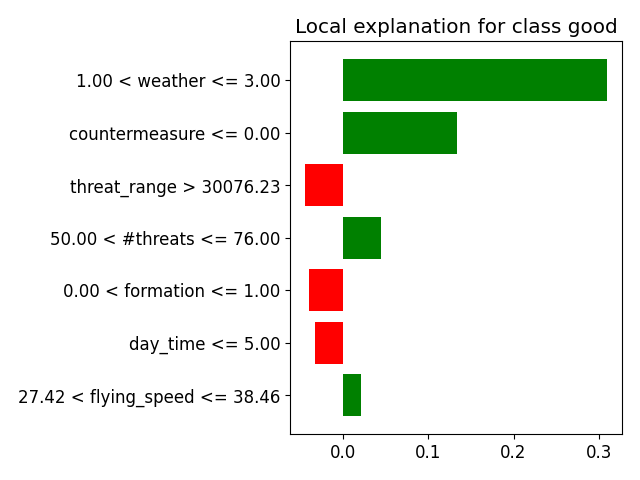 Local explanation for class good
1.00 < weather <= 3.00
countermeasure <= 0.00
threat_range > 30076.23
50.00 < #threats <= 76.00
0.00 < formation <= 1.00
day_time <= 5.00
27.42 < flying_speed <= 38.46
0.0 0.1 0.2 0.3